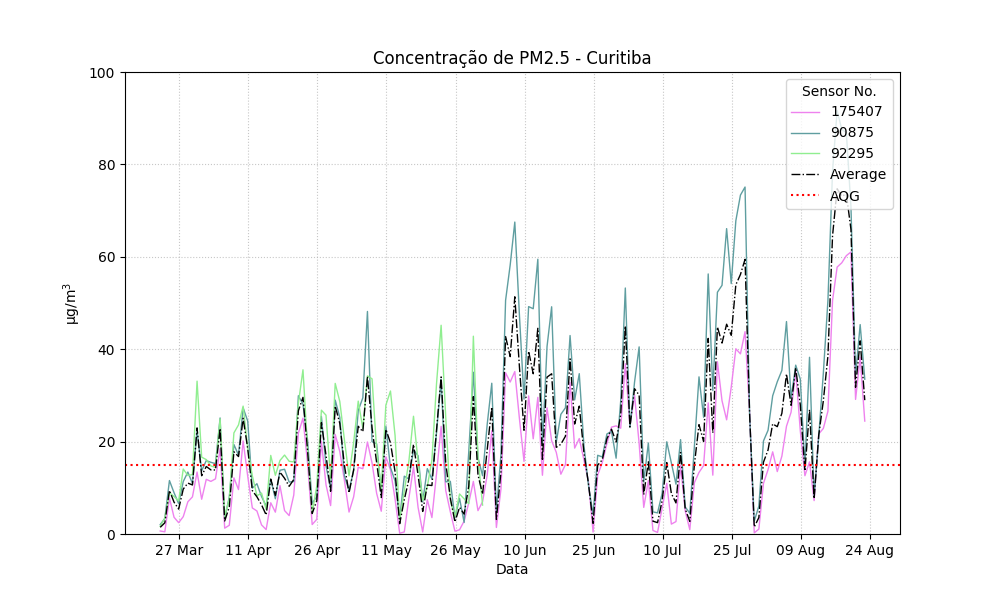 Concentração de PM2.5 - Curitiba
Sensor No.
175407
90875
92295
Average
AQG
100
80
60
40
20
0
µg/m³
27 Mar 11 Apr 26 Apr 11 May 26 May 10 Jun 25 Jun 10 Jul 25 Jul 09 Aug 24 Aug
Data